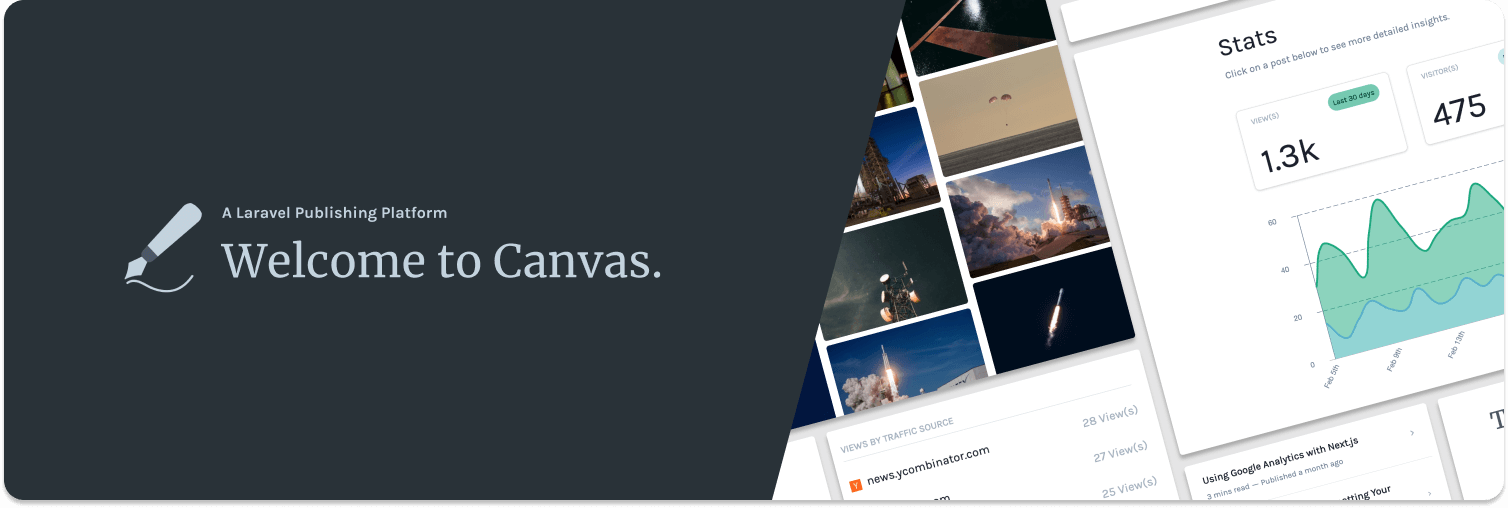 A Laravel Publishing Platform
Welcome to Canvas.
Stats
Click on a post below to see more detailed insights.
VIEW(S)
Last 30 days
1.3k
VISITOR(S)
475
60
40
20
0
Feb 5th
Feb 9th
Feb 13th
VIEWS BY TRAFFIC SOURCE
28 View(s)
Y
news.ycombinator.com
27 View(s)
25 View(s)
Using Google Analytics with Next.js
3 mins read — Published a month ago
Your